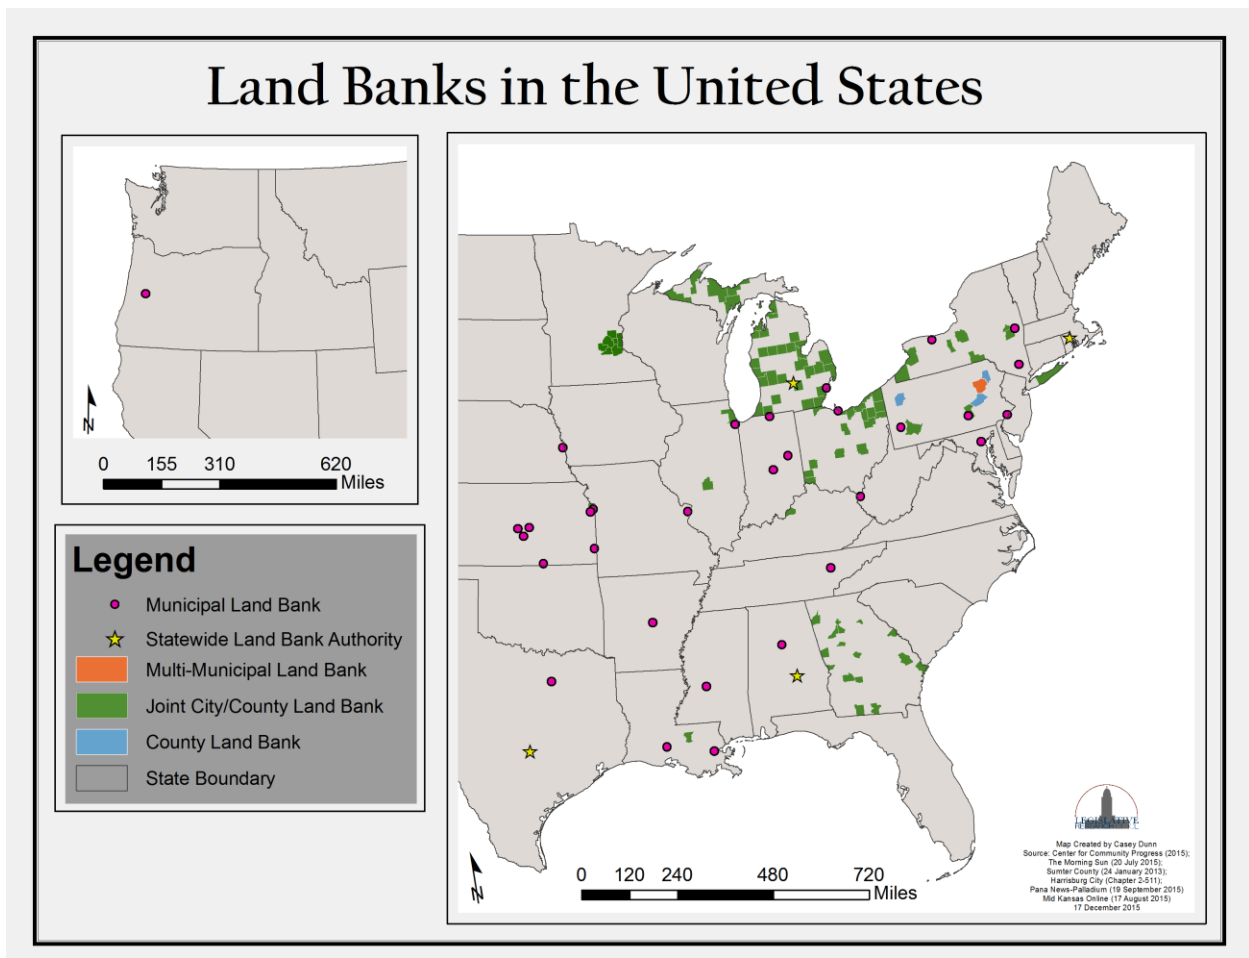 Land Banks in the United States
N
0 155 310 620
Miles
Legend
Municipal Land Bank
Statewide Land Bank Authority
Multi-Municipal Land Bank
Joint City/County Land Bank
County Land Bank
State Boundary
N
0 120 240 480 720
Miles
Map Created by Casey Dunn
Source: Center for Community Progress (2015);
The Morning Sun (20 July 2015);
Sumter County (24 January 2013);
Harrisburg City (Chapter 2-511);
Pana News-Palladium (19 September 2015)
Mid Kansas Online (17 August 2015)
17 December 2015